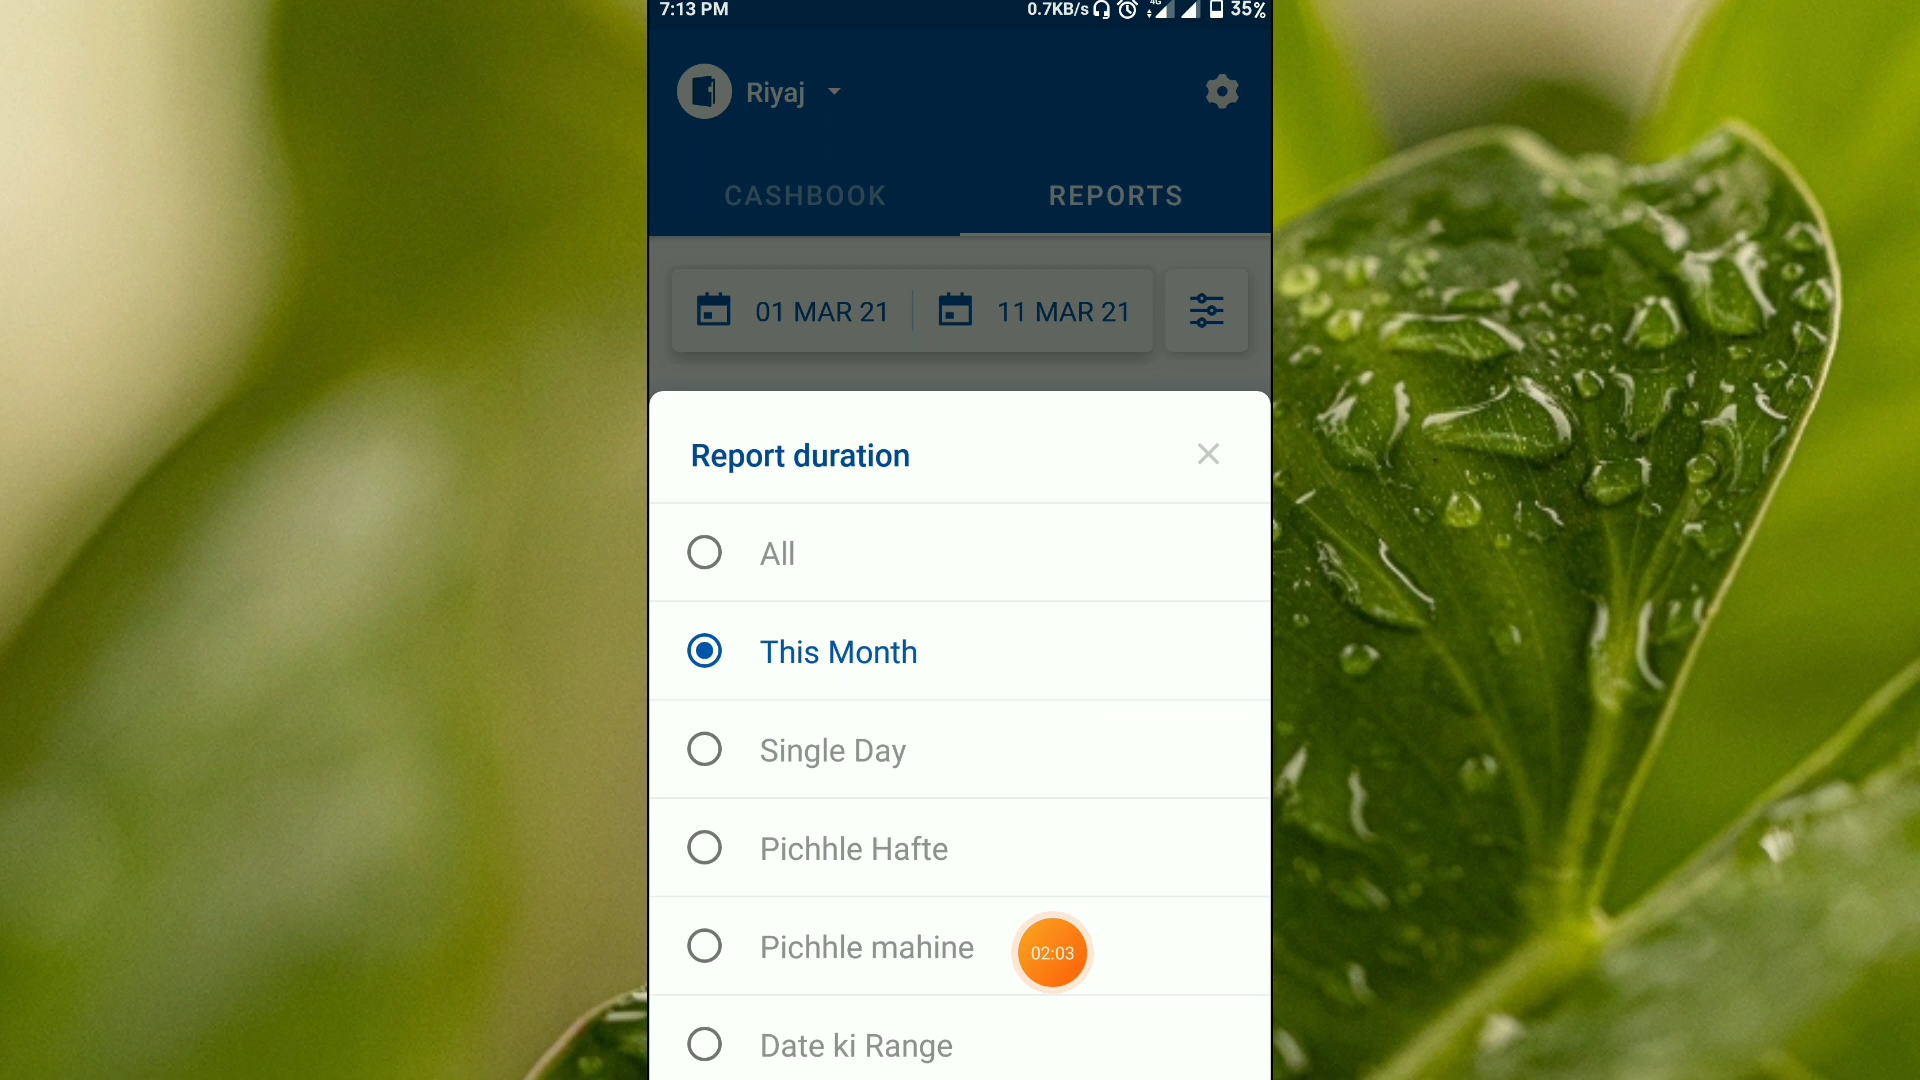 7:13 PM 0.7KB/s 4G 35%
Riyaj
CASHBOOK REPORTS
01 MAR 21 11 MAR 21
Report duration
All
This Month
Single Day
Pichhle Hafte
Pichhle mahine
02:03
Date ki Range